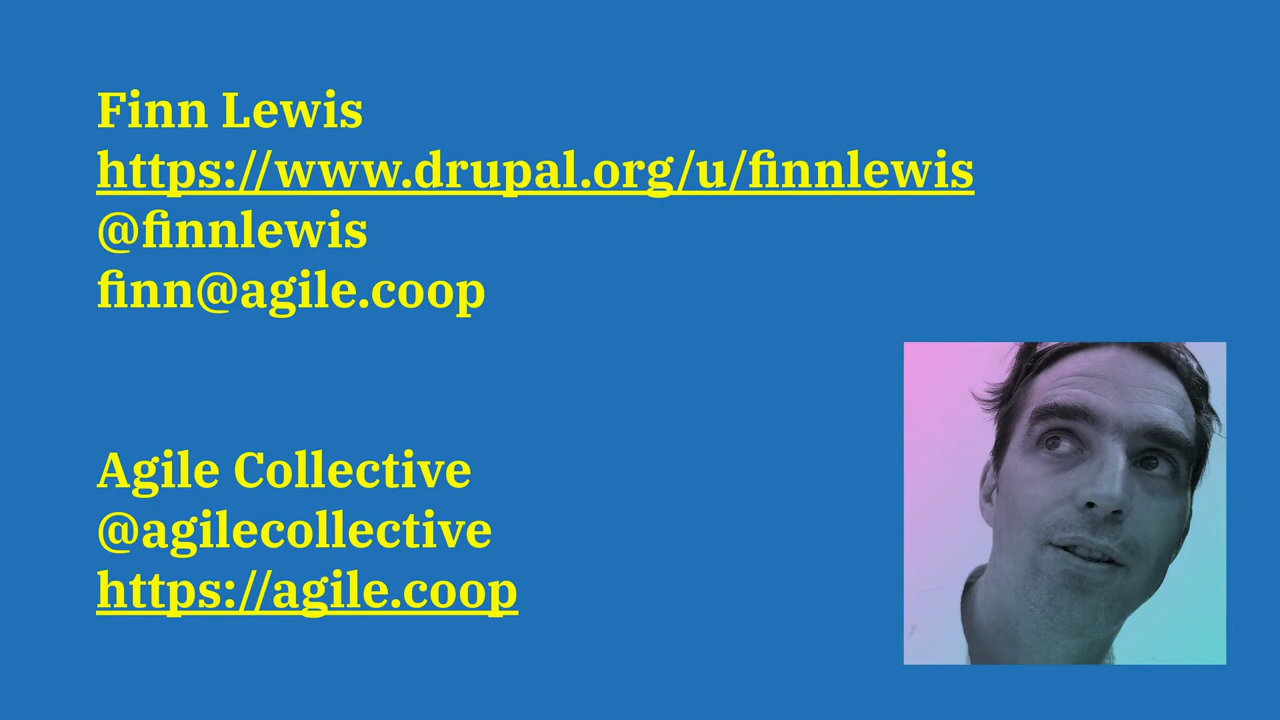 Finn Lewis
https://www.drupal.org/u/finnlewis
@finnlewis
finn@agile.coop
Agile Collective
@agilecollective
https://agile.coop